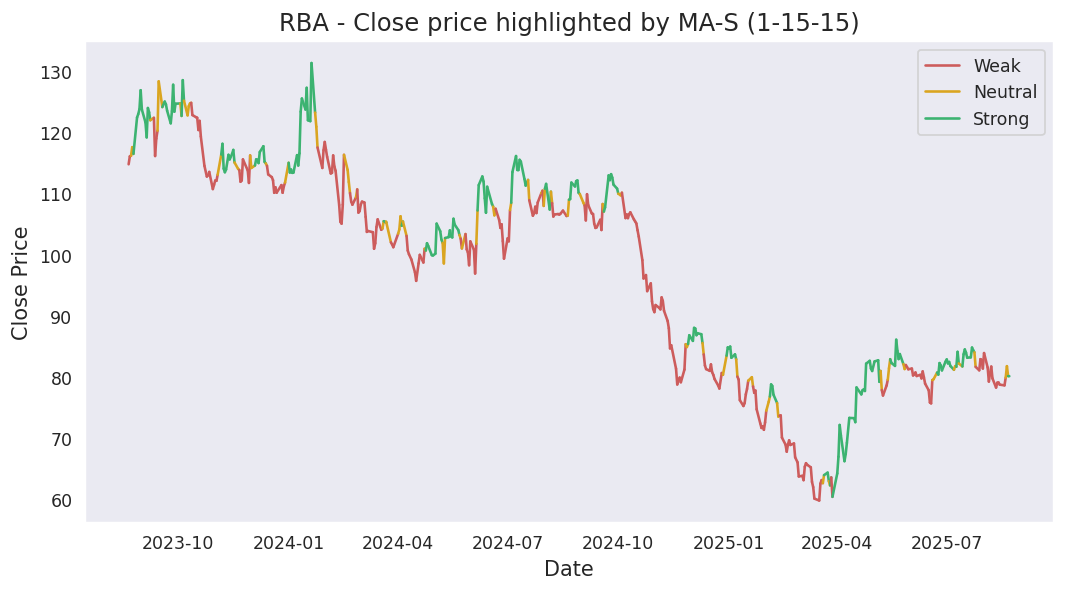 RBA - Close price highlighted by MA-S (1-15-15)
Weak
Neutral
Strong
Close Price
130
120
110
100
90
80
70
60
2023-10
2024-01
2024-04
2024-07
2024-10
2025-01
2025-04
2025-07
Date